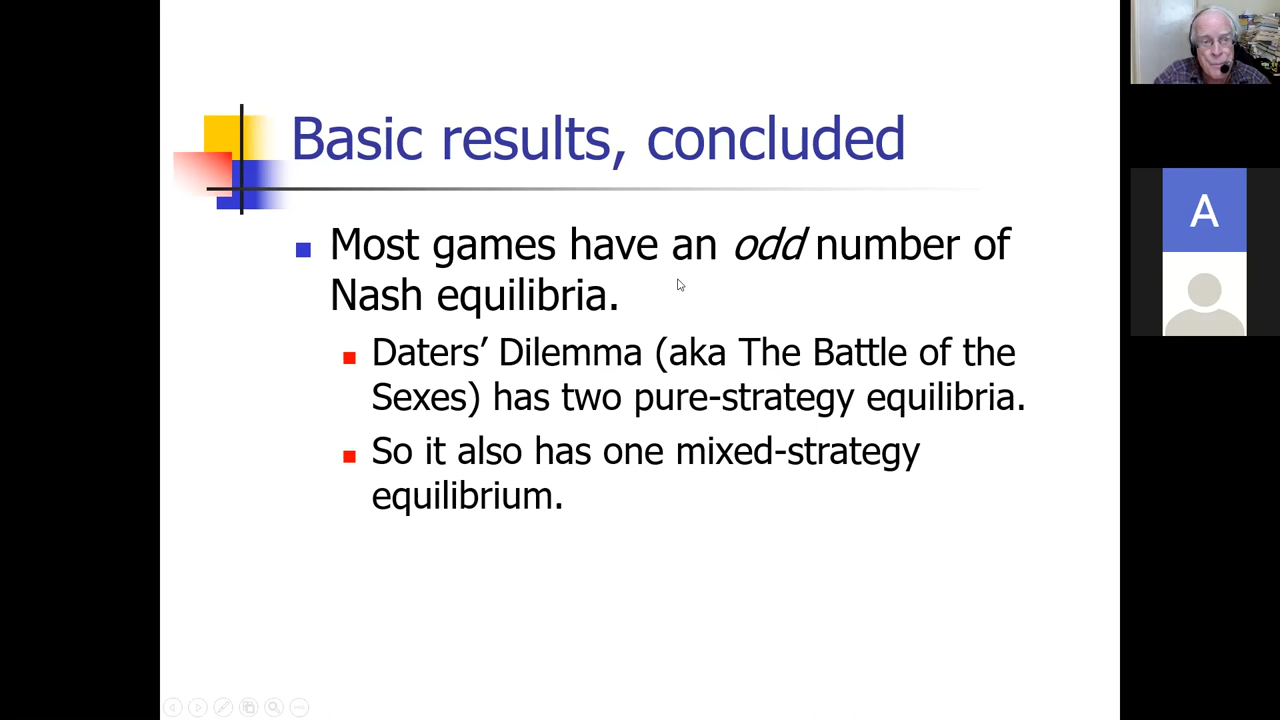 Basic results, concluded
Most games have an odd number of
Nash equilibria.
Daters’ Dilemma (aka The Battle of the
Sexes) has two pure-strategy equilibria.
So it also has one mixed-strategy
equilibrium.
A